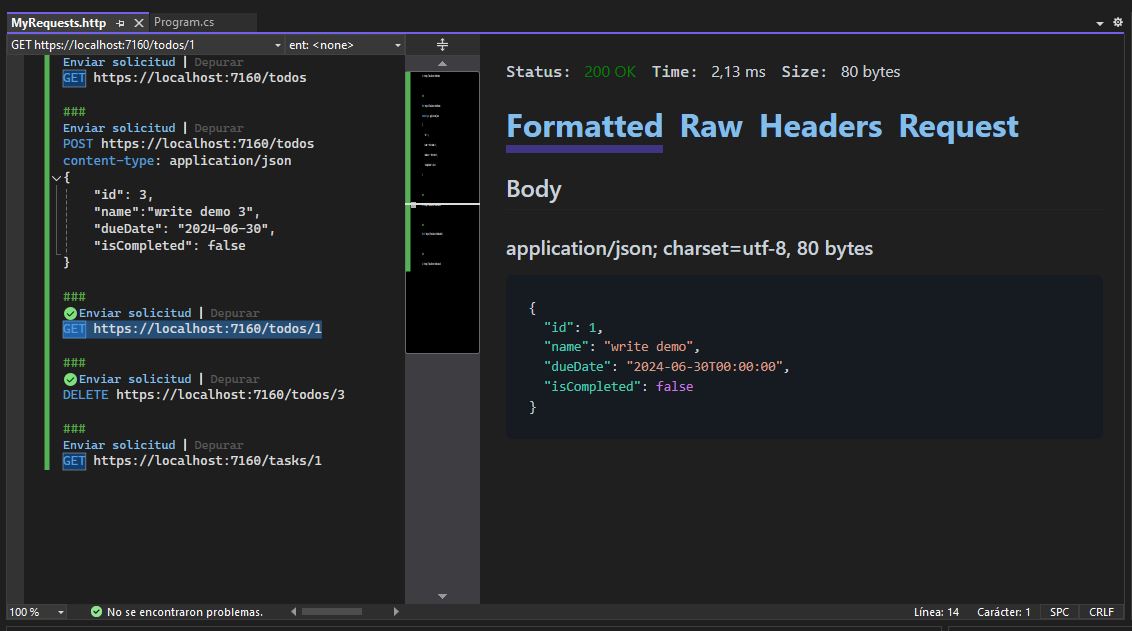 MyRequests.http
Program.cs
GET https://localhost:7160/todos/1
ent: <none>
Enviar solicitud | Depurar
GET https://localhost:7160/todos
###
Enviar solicitud | Depurar
POST https://localhost:7160/todos
content-type: application/json
{
"id": 3,
"name":"write demo 3",
"dueDate": "2024-06-30",
"isCompleted": false
}
###
Enviar solicitud | Depurar
GET https://localhost:7160/todos/1
###
Enviar solicitud | Depurar
DELETE https://localhost:7160/todos/3
###
Enviar solicitud | Depurar
GET https://localhost:7160/tasks/1
Status: 200 OK Time: 2,13 ms Size: 80 bytes
Formatted Raw Headers Request
Body
application/json; charset=utf-8, 80 bytes
{
"id": 1,
"name": "write demo",
"dueDate": "2024-06-30T00:00:00",
"isCompleted": false
}
100 %
No se encontraron problemas.
Línea: 14 Carácter: 1 SPC CRLF